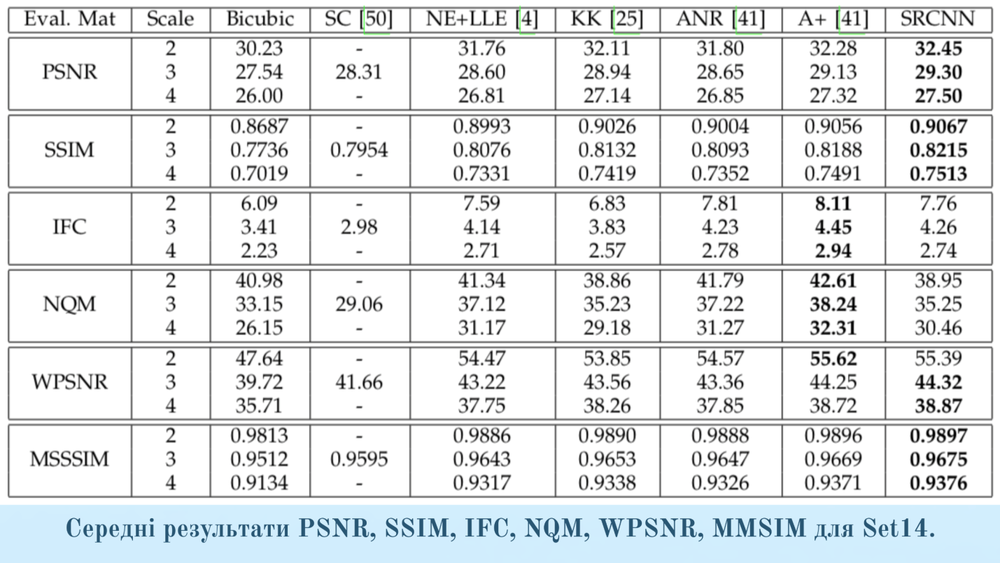 Eval. Mat Scale Bicubic SC [50] NE+LLE [4] KK [25] ANR [41] A+ [41] SRCNN
2 30.23 - 31.76 32.11 31.80 32.28 32.45
PSNR 3 27.54 28.31 28.60 28.94 28.65 29.13 29.30
4 26.00 - 26.81 27.14 26.85 27.32 27.50
2 0.8687 - 0.8993 0.9026 0.9004 0.9056 0.9067
SSIM 3 0.7736 0.7954 0.8076 0.8132 0.8093 0.8188 0.8215
4 0.7019 - 0.7331 0.7419 0.7352 0.7491 0.7513
2 6.09 - 7.59 6.83 7.81 8.11 7.76
IFC 3 3.41 2.98 4.14 3.83 4.23 4.45 4.26
4 2.23 - 2.71 2.57 2.78 2.94 2.74
2 40.98 - 41.34 38.86 41.79 42.61 38.95
NQM 3 33.15 29.06 37.12 35.23 37.22 38.24 35.25
4 26.15 - 31.17 29.18 31.27 32.31 30.46
2 47.64 - 54.47 53.85 54.57 55.62 55.39
WPSNR 3 39.72 41.66 43.22 43.56 43.36 44.25 44.32
4 35.71 - 37.75 38.26 37.85 38.72 38.87
2 0.9813 - 0.9886 0.9890 0.9888 0.9896 0.9897
MSSSIM 3 0.9512 0.9595 0.9643 0.9653 0.9647 0.9669 0.9675
4 0.9134 - 0.9317 0.9338 0.9326 0.9371 0.9376
Середні результати PSNR, SSIM, IFC, NQM, WPSNR, MMSIM для Set14.